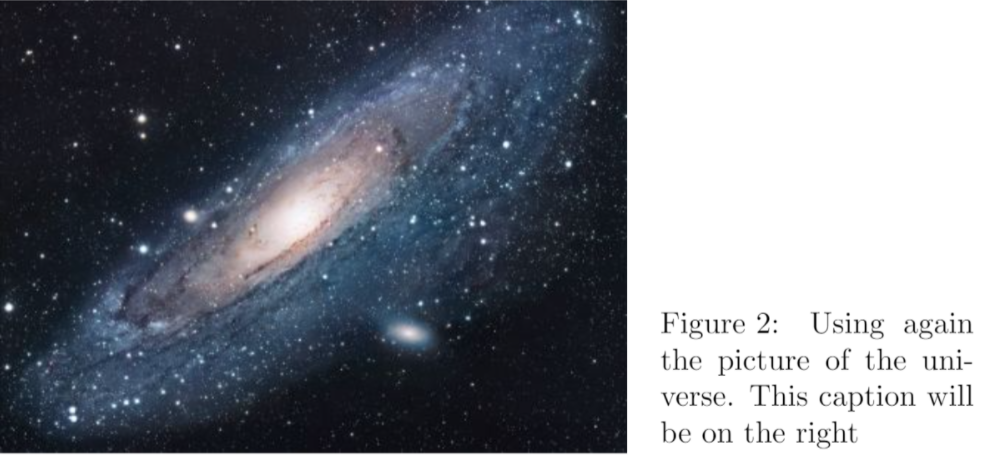 Figure 2: Using again
the picture of the uni-
verse. This caption will
be on the right